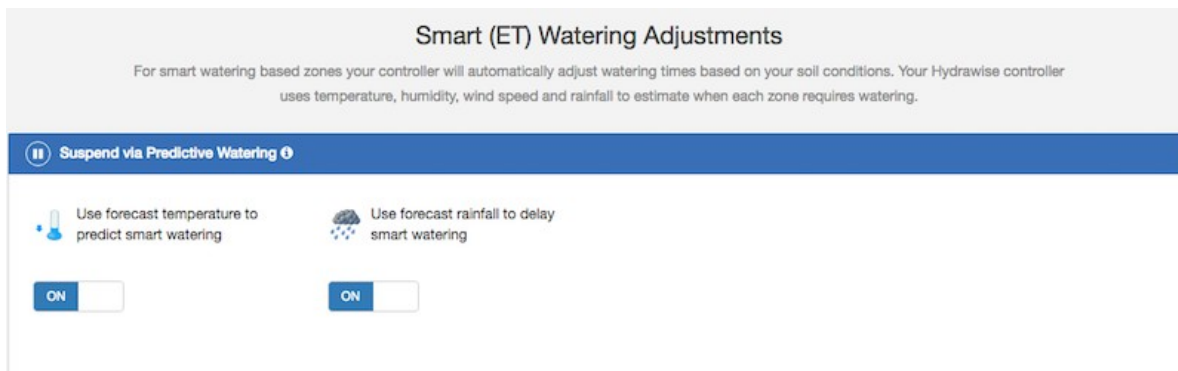 Smart (ET) Watering Adjustments
For smart watering based zones your controller will automatically adjust watering times based on your soil conditions. Your Hydrawise controller
uses temperature, humidity, wind speed and rainfall to estimate when each zone requires watering.
Suspend via Predictive Watering
Use forecast temperature to
predict smart watering
Use forecast rainfall to delay
smart watering
ON
ON